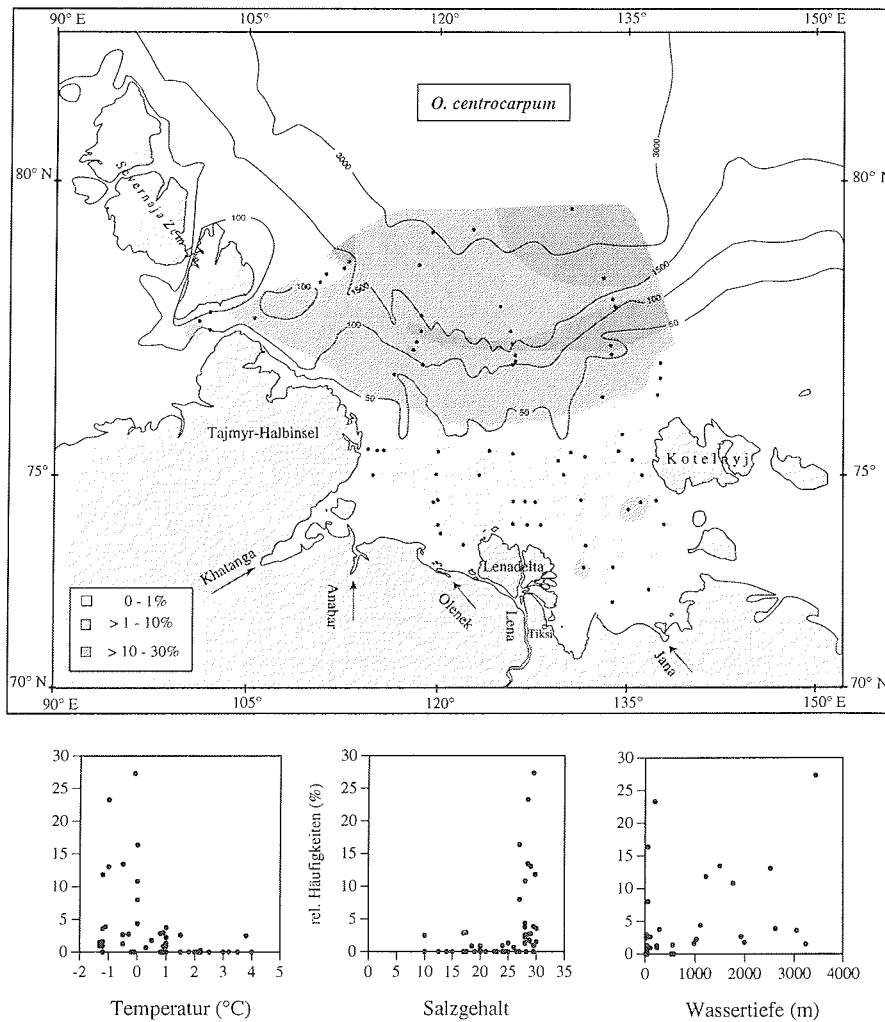 90° E
105°
120°
135°
150° E
O. centrocarpum
3000
3000
80° N
80° N
Severnaja Zemlja
100
100
1500
1500
100
100
50
50
50
Tajmyr-Halbinsel
75°
75°
Kotelnyj
Khatanga
Anabar
Olenek
Lenadelta
Lena
Tiksi
Jana
0 - 1%
> 1 - 10%
> 10 - 30%
70° N
70° N
90° E
105°
120°
135°
150° E
30
25
20
15
10
5
0
-2 -1 0 1 2 3 4 5
Temperatur (°C)
rel. Häufigkeiten (%)
30
25
20
15
10
5
0
0 5 10 15 20 25 30 35
Salzgehalt
30
25
20
15
10
5
0
0 1000 2000 3000 4000
Wassertiefe (m)